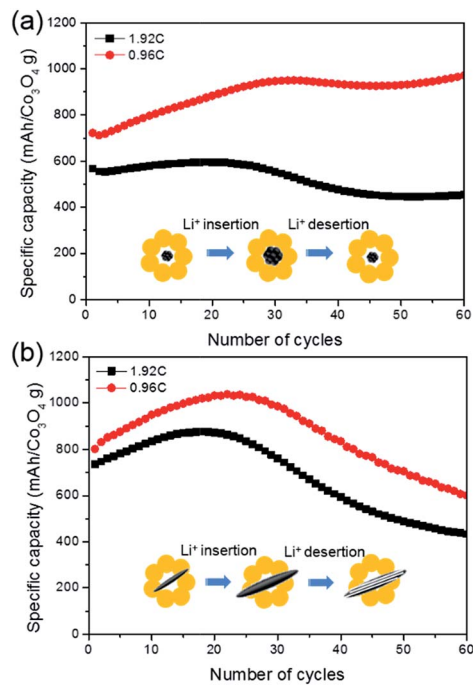 (a)
1200
1.92C
0.96C
1000
800
600
400
200
0
Specific capacity (mAh/Co₃O₄ g)
Li⁺ insertion Li⁺ desertion
0 10 20 30 40 50 60
Number of cycles
(b)
1200
1.92C
0.96C
1000
800
600
400
200
0
Specific capacity (mAh/Co₃O₄ g)
Li⁺ insertion Li⁺ desertion
0 10 20 30 40 50 60
Number of cycles